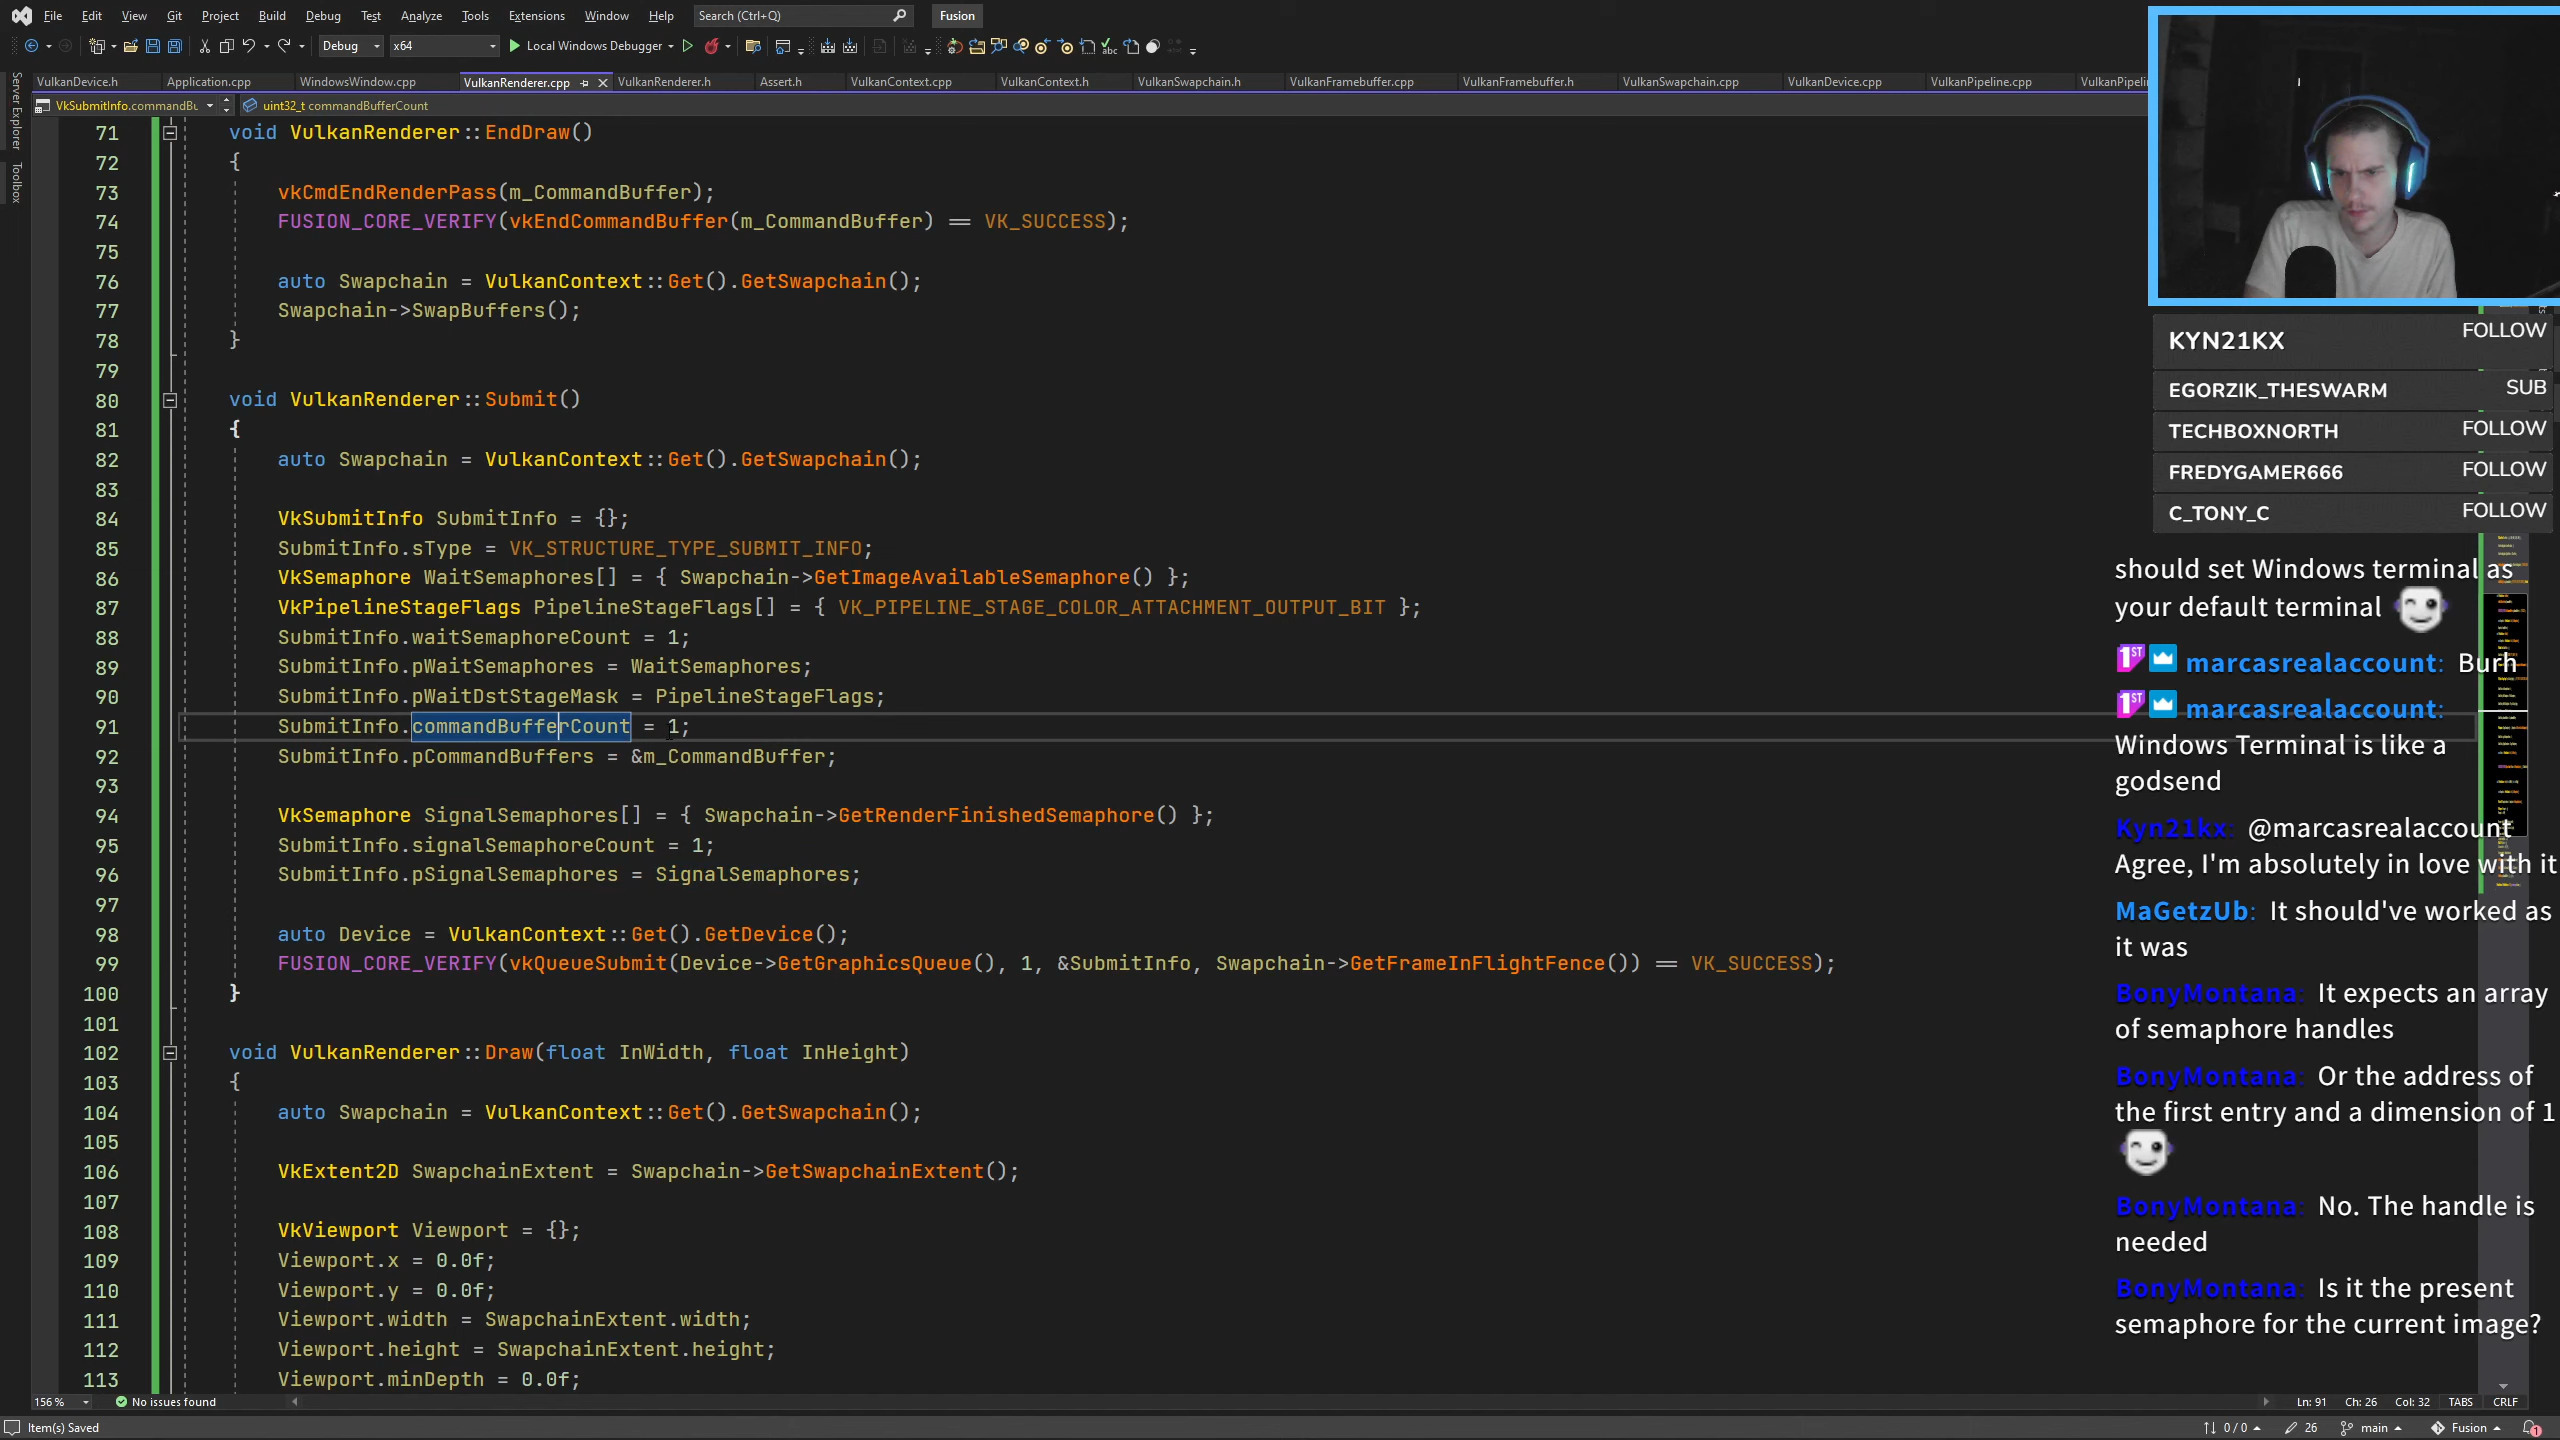 File Edit View Git Project Build Debug Test Analyze Tools Extensions Window Help Search (Ctrl+Q) Fusion
Debug x64 Local Windows Debugger
VulkanDevice.h Application.cpp WindowsWindow.cpp VulkanRenderer.cpp VulkanRenderer.h Assert.h VulkanContext.cpp VulkanContext.h VulkanSwapchain.h VulkanFramebuffer.cpp VulkanFramebuffer.h VulkanSwapchain.cpp VulkanDevice.cpp VulkanPipeline.cpp VulkanPipelin
VkSubmitInfo.commandBu uint32_t commandBufferCount
Server Explorer
Toolbox
71 void VulkanRenderer::EndDraw()
72 {
73 vkCmdEndRenderPass(m_CommandBuffer);
74 FUSION_CORE_VERIFY(vkEndCommandBuffer(m_CommandBuffer) == VK_SUCCESS);
75
76 auto Swapchain = VulkanContext::Get().GetSwapchain();
77 Swapchain->SwapBuffers();
78 }
79
80 void VulkanRenderer::Submit()
81 {
82 auto Swapchain = VulkanContext::Get().GetSwapchain();
83
84 VkSubmitInfo SubmitInfo = {};
85 SubmitInfo.sType = VK_STRUCTURE_TYPE_SUBMIT_INFO;
86 VkSemaphore WaitSemaphores[] = { Swapchain->GetImageAvailableSemaphore() };
87 VkPipelineStageFlags PipelineStageFlags[] = { VK_PIPELINE_STAGE_COLOR_ATTACHMENT_OUTPUT_BIT };
88 SubmitInfo.waitSemaphoreCount = 1;
89 SubmitInfo.pWaitSemaphores = WaitSemaphores;
90 SubmitInfo.pWaitDstStageMask = PipelineStageFlags;
91 SubmitInfo.commandBufferCount = 1;
92 SubmitInfo.pCommandBuffers = &m_CommandBuffer;
93
94 VkSemaphore SignalSemaphores[] = { Swapchain->GetRenderFinishedSemaphore() };
95 SubmitInfo.signalSemaphoreCount = 1;
96 SubmitInfo.pSignalSemaphores = SignalSemaphores;
97
98 auto Device = VulkanContext::Get().GetDevice();
99 FUSION_CORE_VERIFY(vkQueueSubmit(Device->GetGraphicsQueue(), 1, &SubmitInfo, Swapchain->GetFrameInFlightFence()) == VK_SUCCESS);
100 }
101
102 void VulkanRenderer::Draw(float InWidth, float InHeight)
103 {
104 auto Swapchain = VulkanContext::Get().GetSwapchain();
105
106 VkExtent2D SwapchainExtent = Swapchain->GetSwapchainExtent();
107
108 VkViewport Viewport = {};
109 Viewport.x = 0.0f;
110 Viewport.y = 0.0f;
111 Viewport.width = SwapchainExtent.width;
112 Viewport.height = SwapchainExtent.height;
113 Viewport.minDepth = 0.0f;
KYN21KX FOLLOW
EGORZIK_THESWARM SUB
TECHBOXNORTH FOLLOW
FREDYGAMER666 FOLLOW
C_TONY_C FOLLOW
should set Windows terminal as
your default terminal
1ST marcasrealaccount: Burh
1ST marcasrealaccount:
Windows Terminal is like a
godsend
Kyn21kx: @marcasrealaccount
Agree, I'm absolutely in love with it
MaGetzUb: It should've worked as
it was
BonyMontana: It expects an array
of semaphore handles
BonyMontana: Or the address of
the first entry and a dimension of 1
BonyMontana: No. The handle is
needed
BonyMontana: Is it the present
semaphore for the current image?
156 % No issues found Ln: 91 Ch: 26 Col: 32 TABS CRLF
Item(s) Saved 0 / 0 26 main Fusion 1